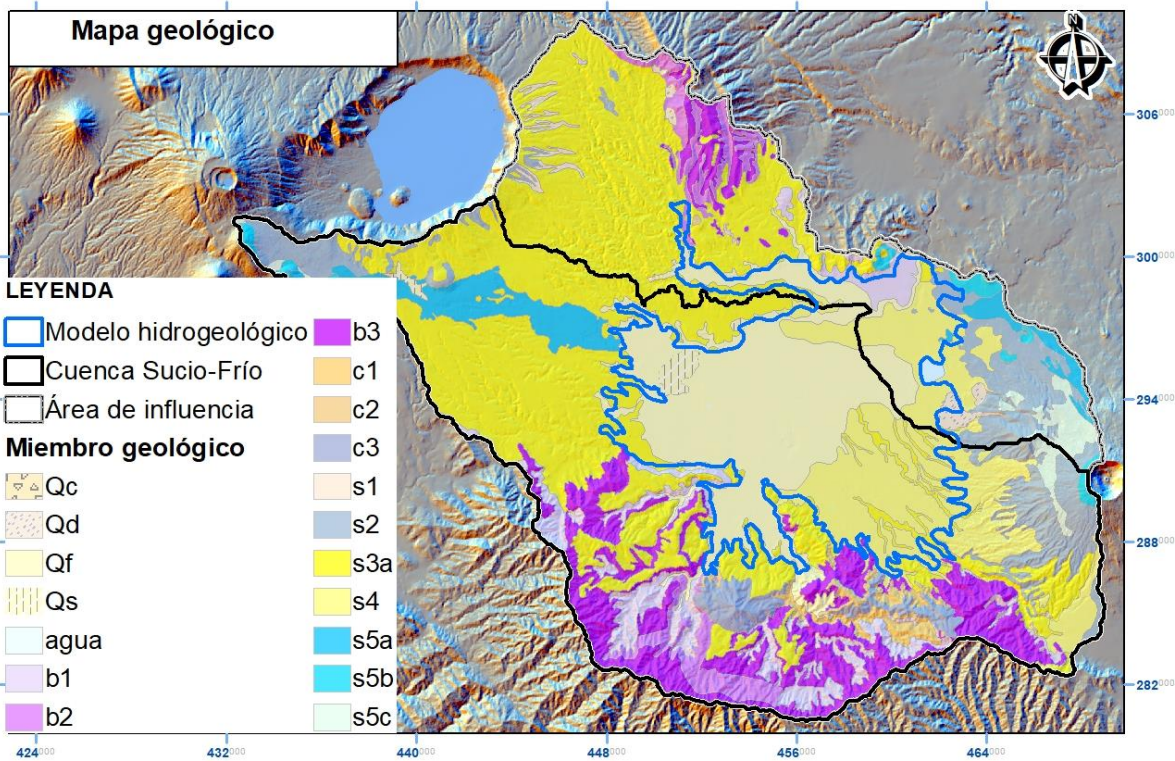 Mapa geológico
N
306000
300000
294000
288000
282000
LEYENDA
Modelo hidrogeológico
Cuenca Sucio-Frío
Área de influencia
Miembro geológico
Qc
Qd
Qf
Qs
agua
b1
b2
b3
c1
c2
c3
s1
s2
s3a
s4
s5a
s5b
s5c
424000
432000
440000
448000
456000
464000